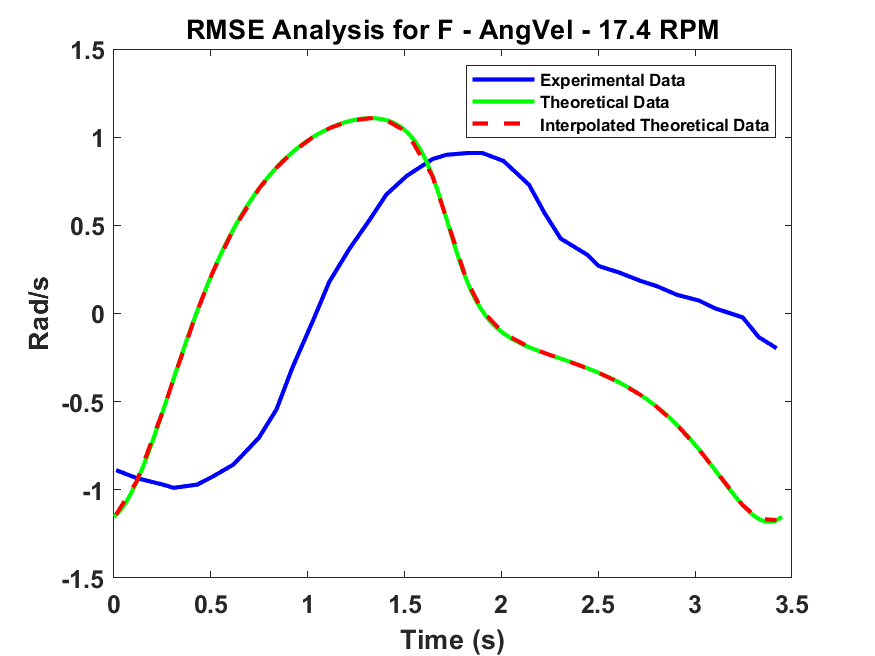 RMSE Analysis for F - AngVel - 17.4 RPM
Experimental Data
Theoretical Data
Interpolated Theoretical Data
1.5
1
0.5
0
-0.5
-1
-1.5
Rad/s
0 0.5 1 1.5 2 2.5 3 3.5
Time (s)